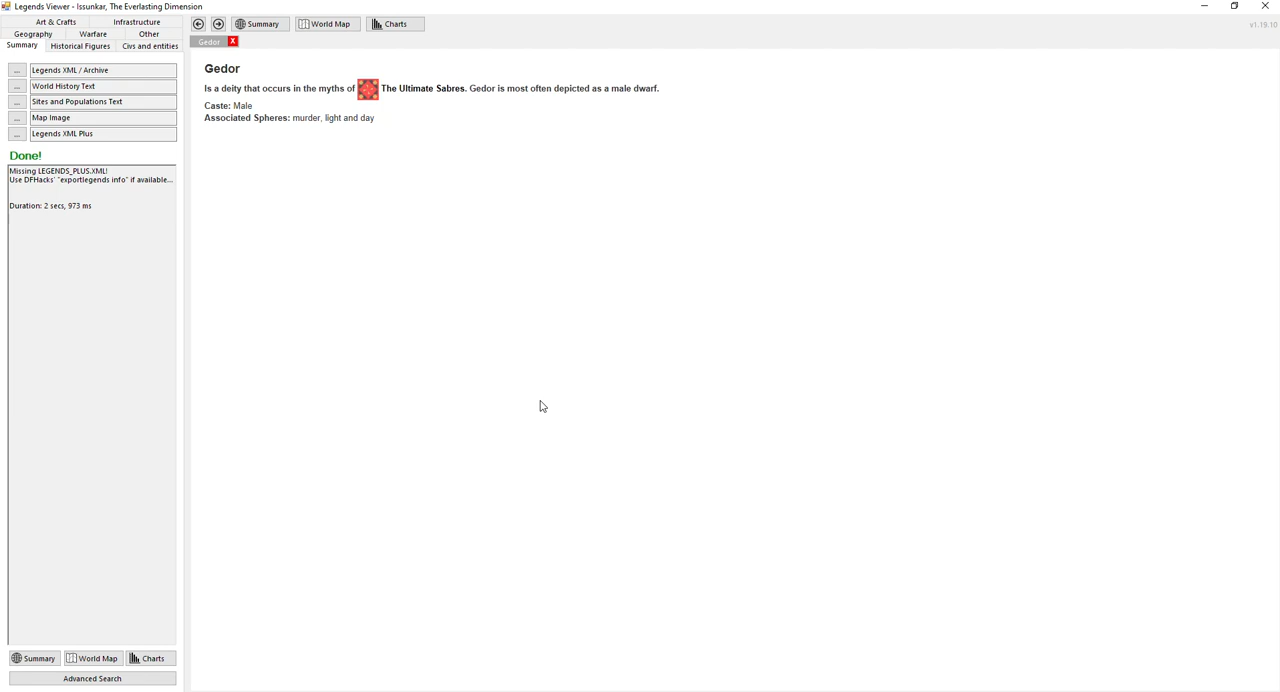 Legends Viewer - Issunkar, The Everlasting Dimension
Art & Crafts Infrastructure
Geography Warfare Other
Summary Historical Figures Civs and entities
Summary World Map Charts
v1.19.10
Gedor X
... Legends XML / Archive
... World History Text
... Sites and Populations Text
... Map Image
... Legends XML Plus
Done!
Missing LEGENDS_PLUS.XML!
Use DFHacks' "exportlegends info" if available...
Duration: 2 secs, 973 ms
Summary World Map Charts
Advanced Search
Gedor
Is a deity that occurs in the myths of The Ultimate Sabres. Gedor is most often depicted as a male dwarf.
Caste: Male
Associated Spheres: murder, light and day